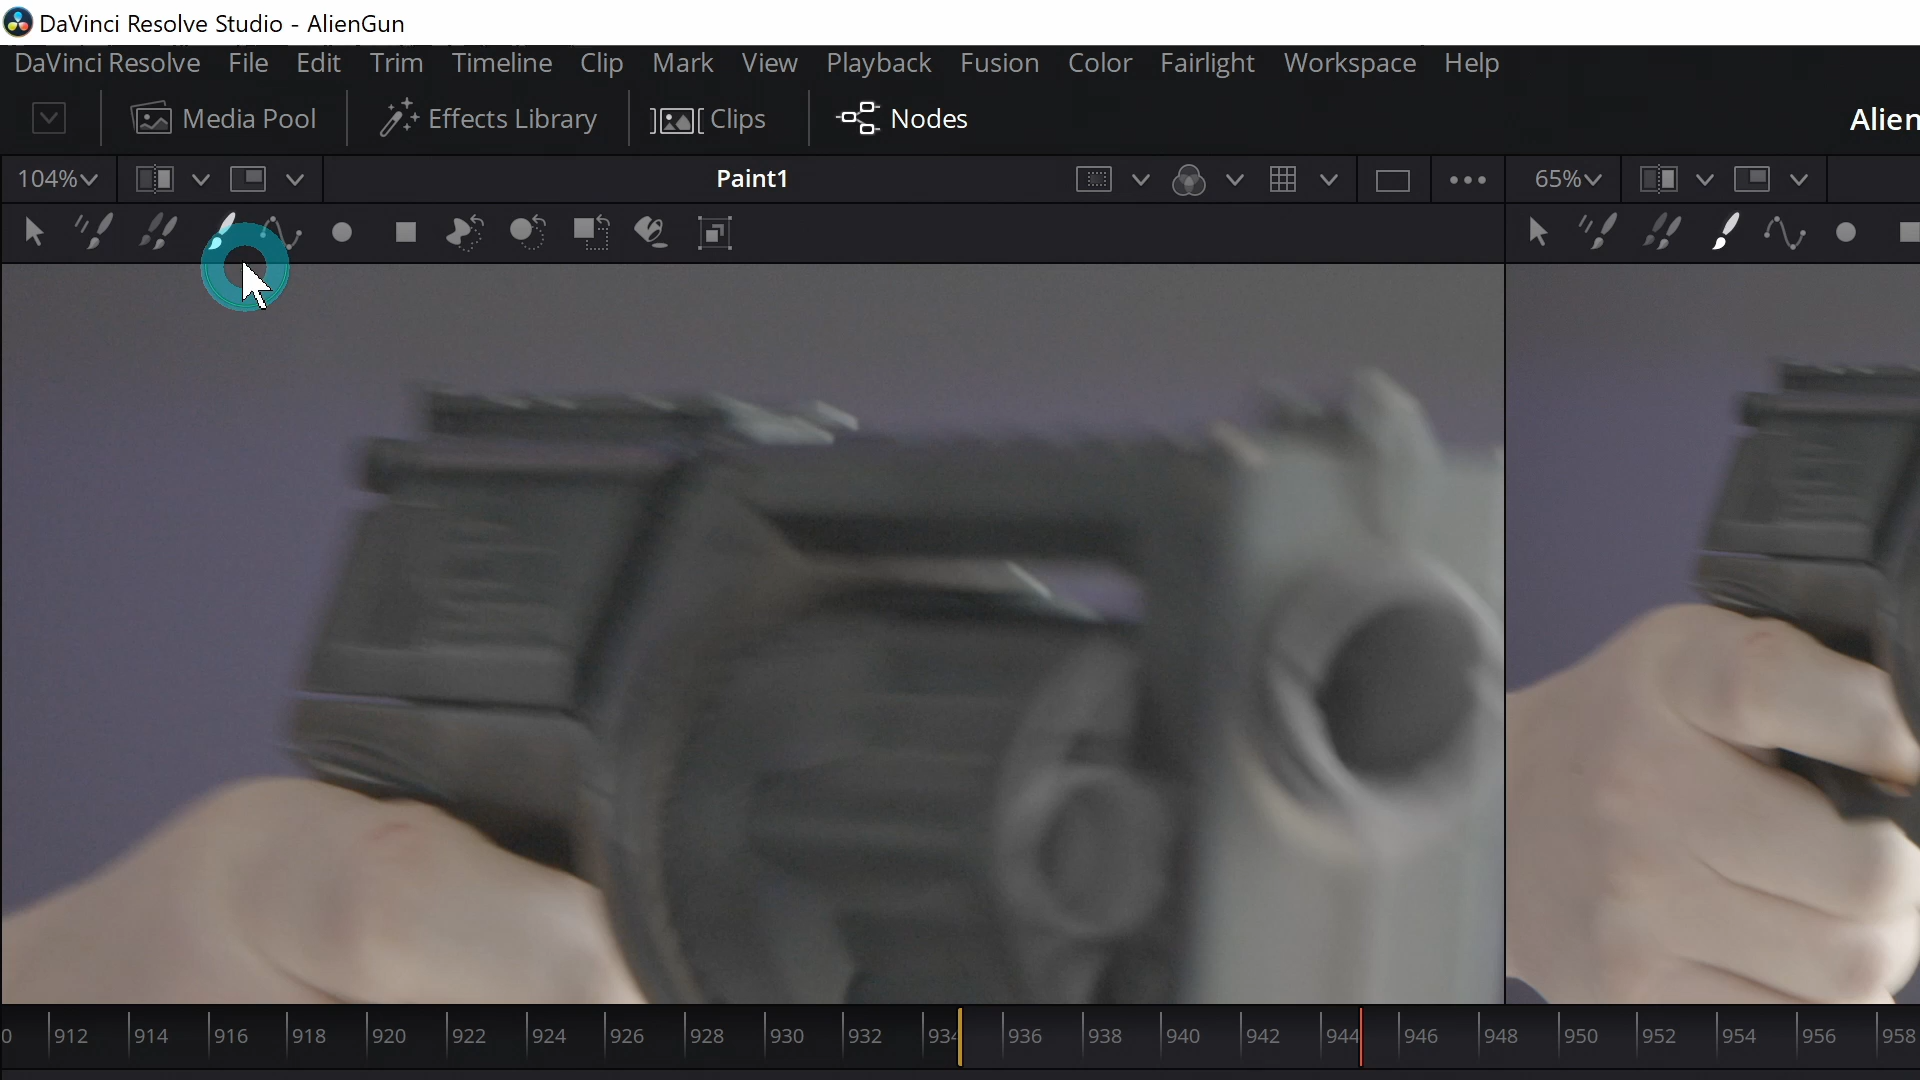 DaVinci Resolve Studio - AlienGun
DaVinci Resolve File Edit Trim Timeline Clip Mark View Playback Fusion Color Fairlight Workspace Help
Media Pool Effects Library Clips Nodes Alien
104% Paint1 65%
0 912 914 916 918 920 922 924 926 928 930 932 934 936 938 940 942 944 946 948 950 952 954 956 958